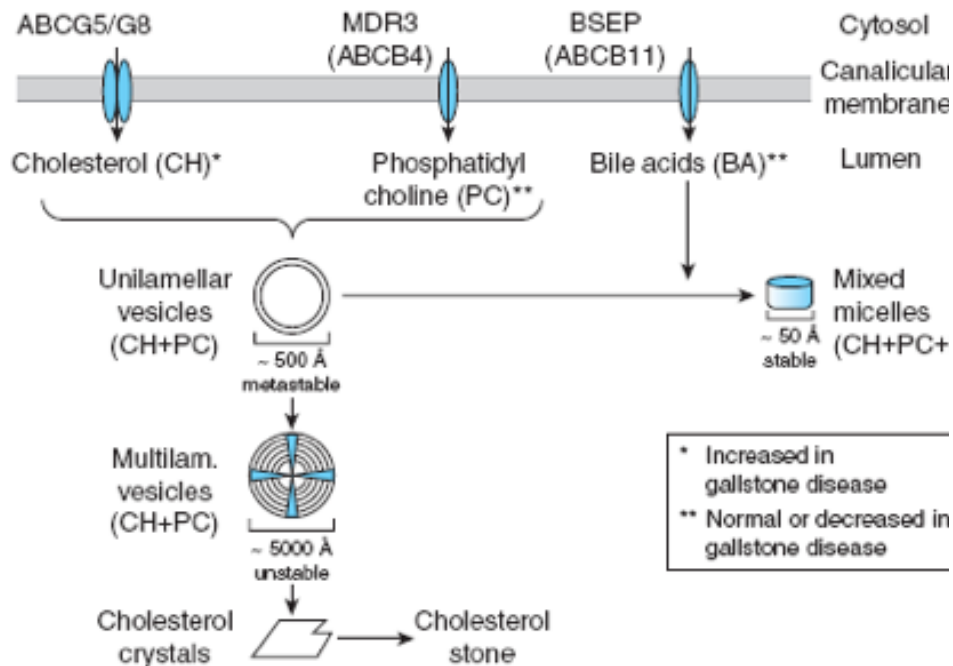 ABCG5/G8
MDR3
(ABCB4)
BSEP
(ABCB11)
Cytosol
Canalicular
membrane
Cholesterol (CH)*
Phosphatidyl
choline (PC)**
Bile acids (BA)**
Lumen
Unilamellar
vesicles
(CH+PC)
~ 500 Å
metastable
Mixed
micelles
(CH+PC+
~ 50 Å
stable
Multilam.
vesicles
(CH+PC)
~ 5000 Å
unstable
* Increased in
gallstone disease
** Normal or decreased in
gallstone disease
Cholesterol
crystals
Cholesterol
stone